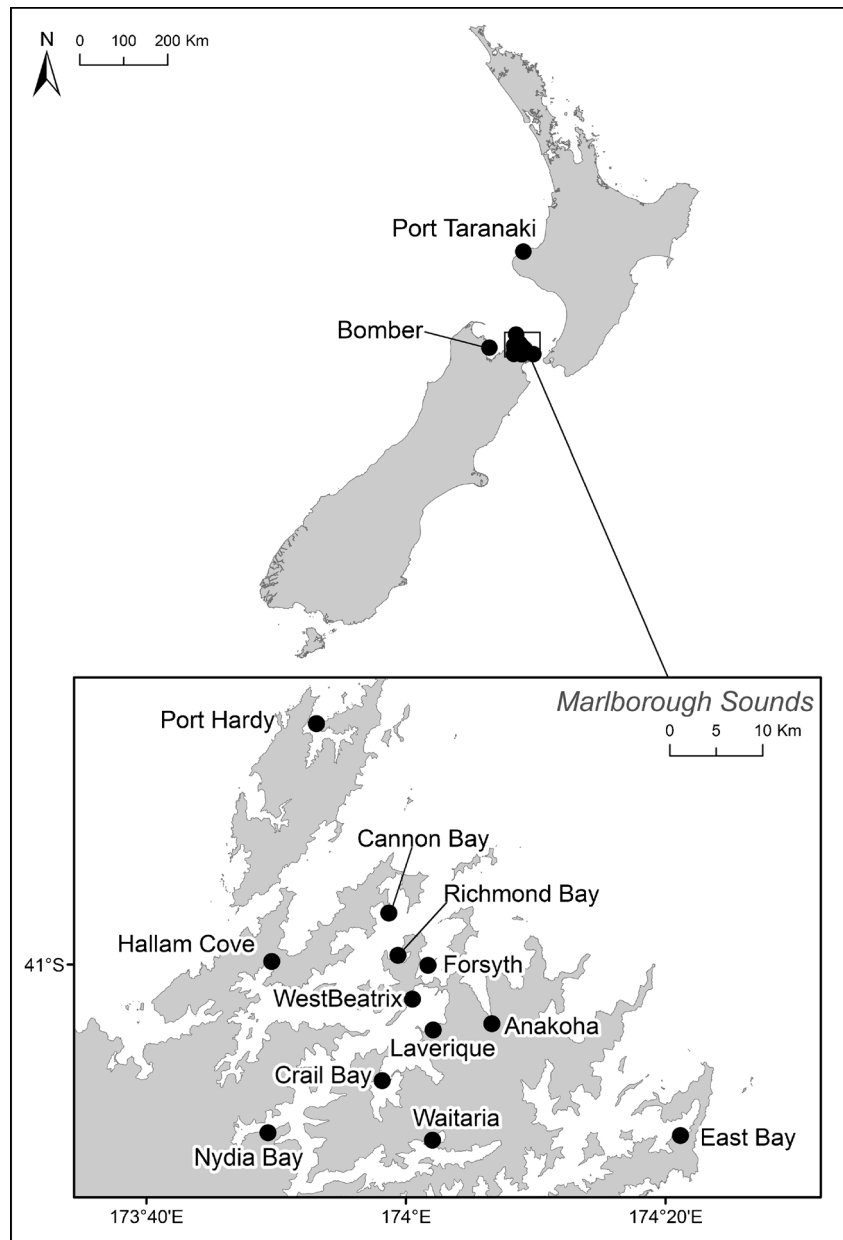 N
0 100 200 Km
Port Taranaki
Bomber
Marlborough Sounds
0 5 10 Km
Port Hardy
Cannon Bay
Richmond Bay
Hallam Cove
41°S
Forsyth
WestBeatrix
Anakoha
Laverique
Crail Bay
Waitaria
East Bay
Nydia Bay
173°40'E 174°E 174°20'E